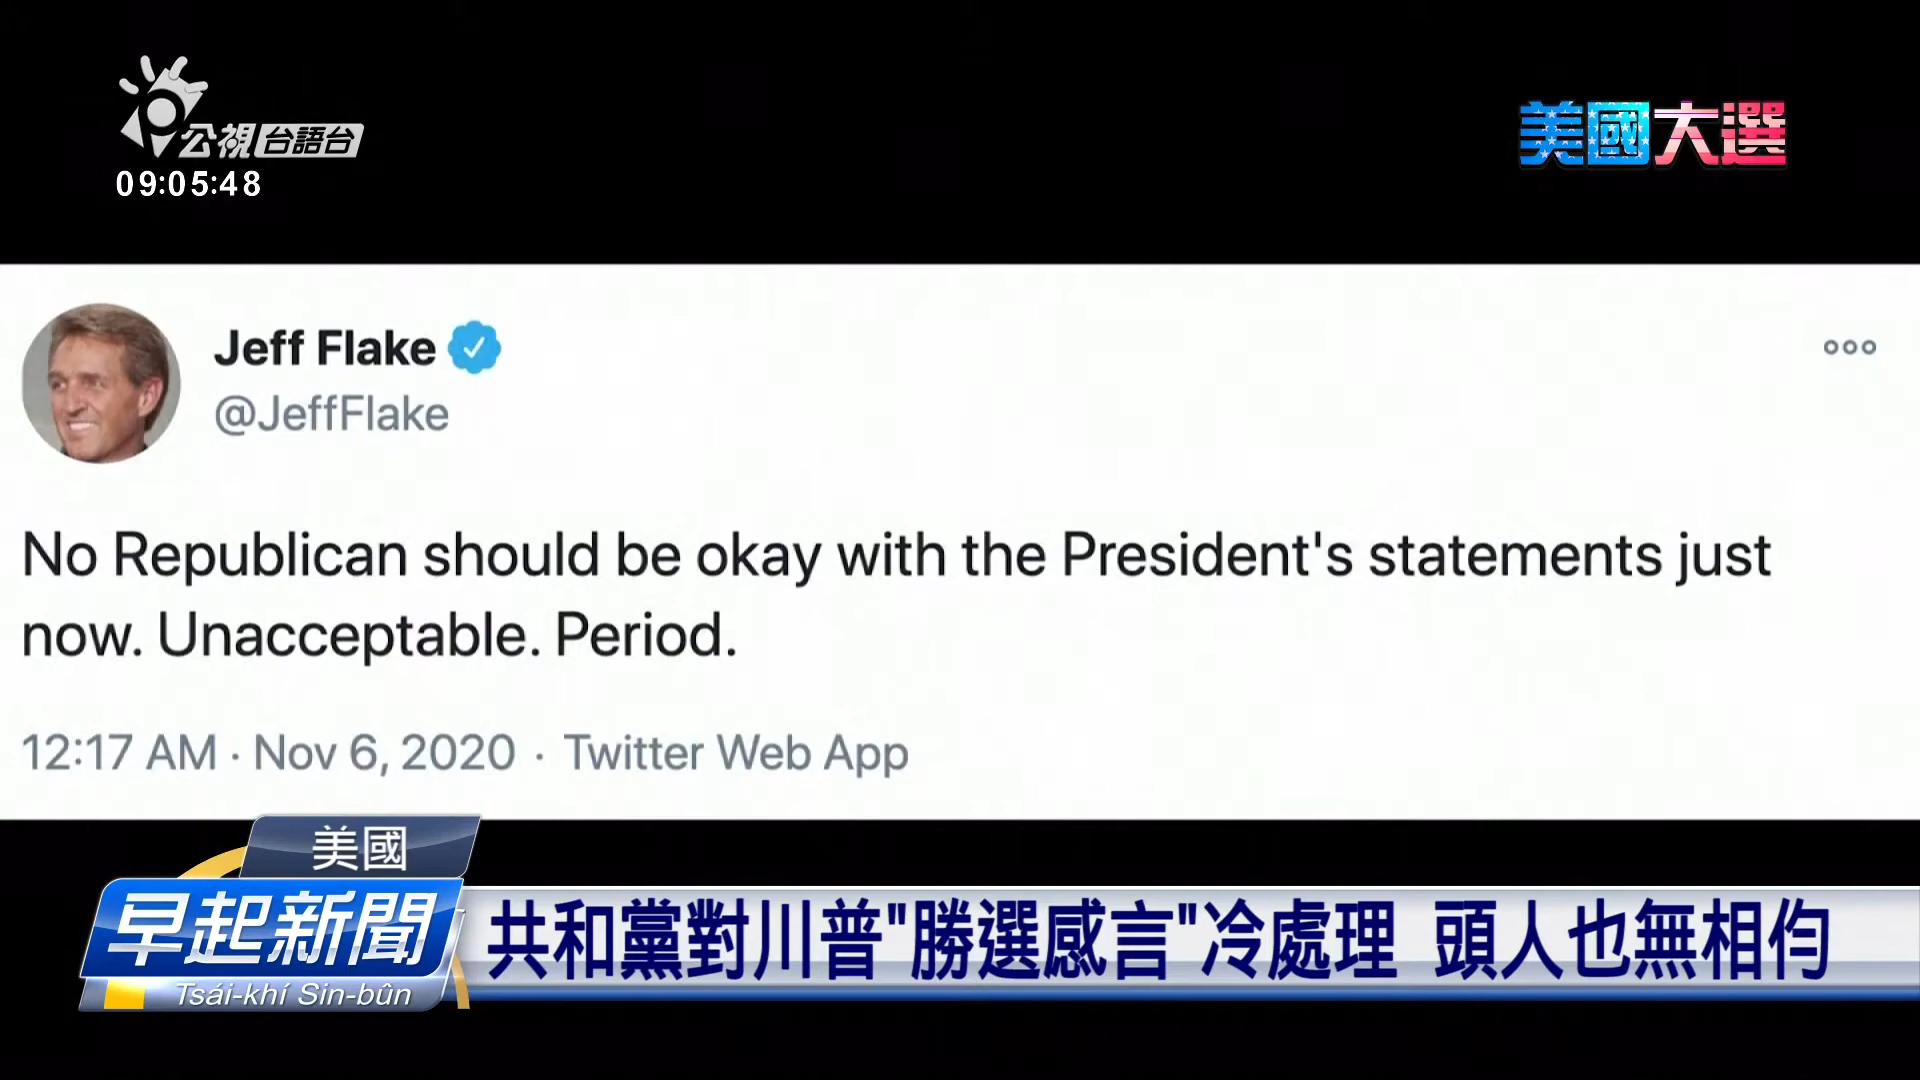 公視台語台
09:05:48
美國大選
Jeff Flake
@JeffFlake
No Republican should be okay with the President's statements just
now. Unacceptable. Period.
12:17 AM · Nov 6, 2020 · Twitter Web App
美國
早起新聞
Tsái-khí Sin-bûn
共和黨對川普"勝選感言"冷處理 頭人也無相伨